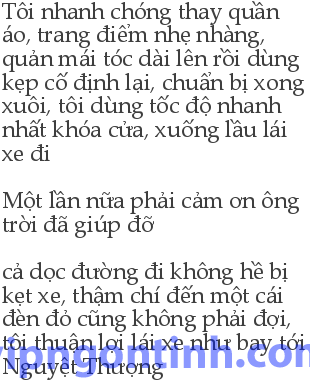 Tôi nhanh chóng thay quần
áo, trang điểm nhẹ nhàng,
quản mái tóc dài lên rồi dùng
kẹp cố định lại, chuẩn bị xong
xuôi, tôi dùng tốc độ nhanh
nhất khóa cửa, xuống lầu lái
xe đi
Một lần nữa phải cảm ơn ông
trời đã giúp đỡ
cả dọc đường đi không hề bị
kẹt xe, thậm chí đến một cái
đèn đỏ cũng không phải đợi,
tôi thuận lợi lái xe như bay tới
Nguyệt Thượng
vipngontinh.com